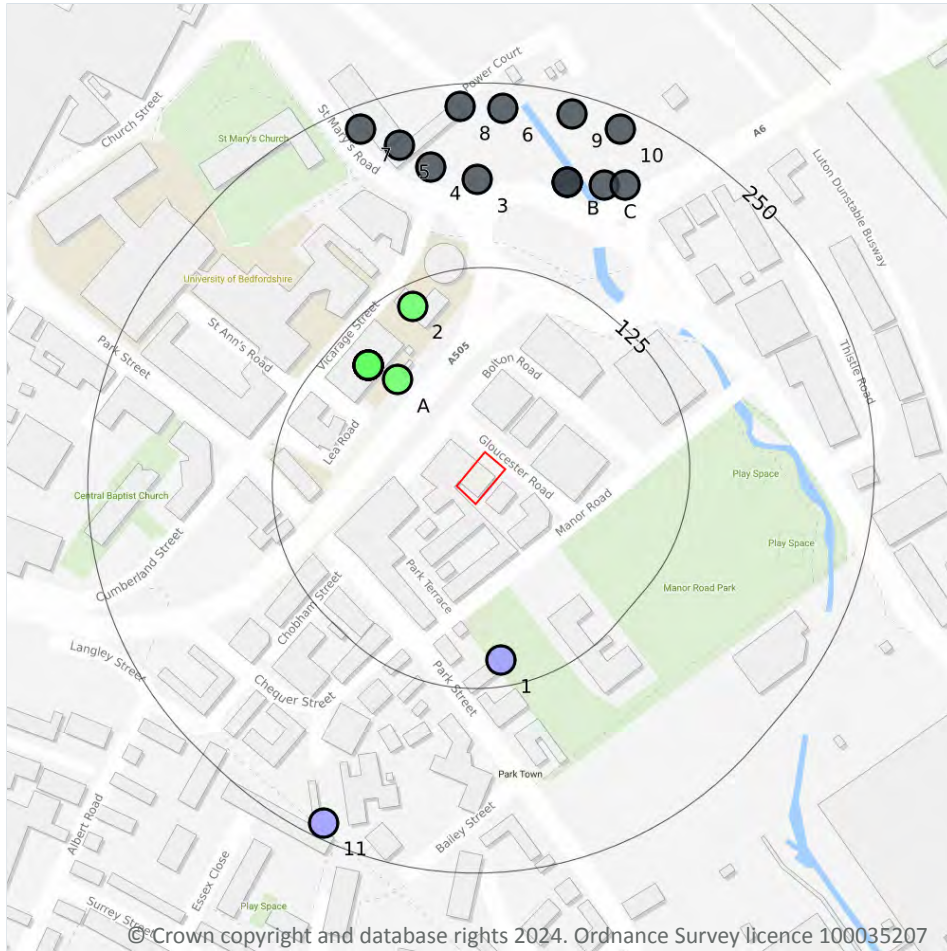 Power Court
Church Street
St Mary's Church
St Mary's Road
8
6
9
10
A6
7
5
4
3
B
C
250
Luton Dunstable Busway
University of Bedfordshire
Vicarage Street
2
125
St Ann's Road
Park Street
A505
Bolton Road
Thistle Road
A
Lea Road
Gloucester Road
Play Space
Central Baptist Church
Manor Road
Play Space
Cumberland Street
Park Terrace
Manor Road Park
Chobham Street
Langley Street
1
Park Street
Chequer Street
Park Town
Albert Road
11
Bailey Street
Essex Close
Play Space
Surrey Street
© Crown copyright and database rights 2024. Ordnance Survey licence 100035207